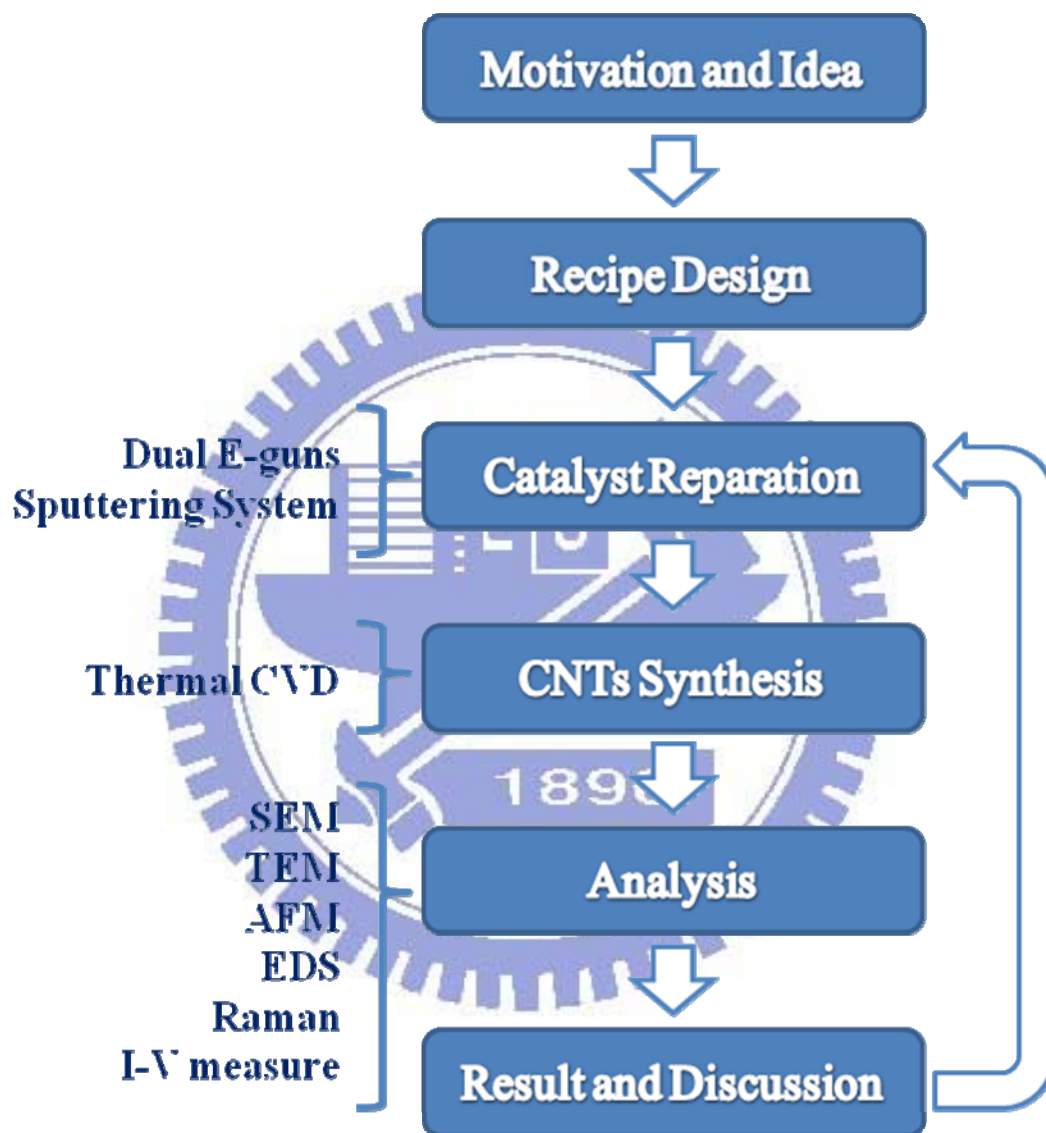 Motivation and Idea
Recipe Design
Dual E-guns
Sputtering System
Catalyst Reparation
Thermal CVD
CNTs Synthesis
SEM
TEM
AFM
EDS
Raman
I-V measure
Analysis
Result and Discussion